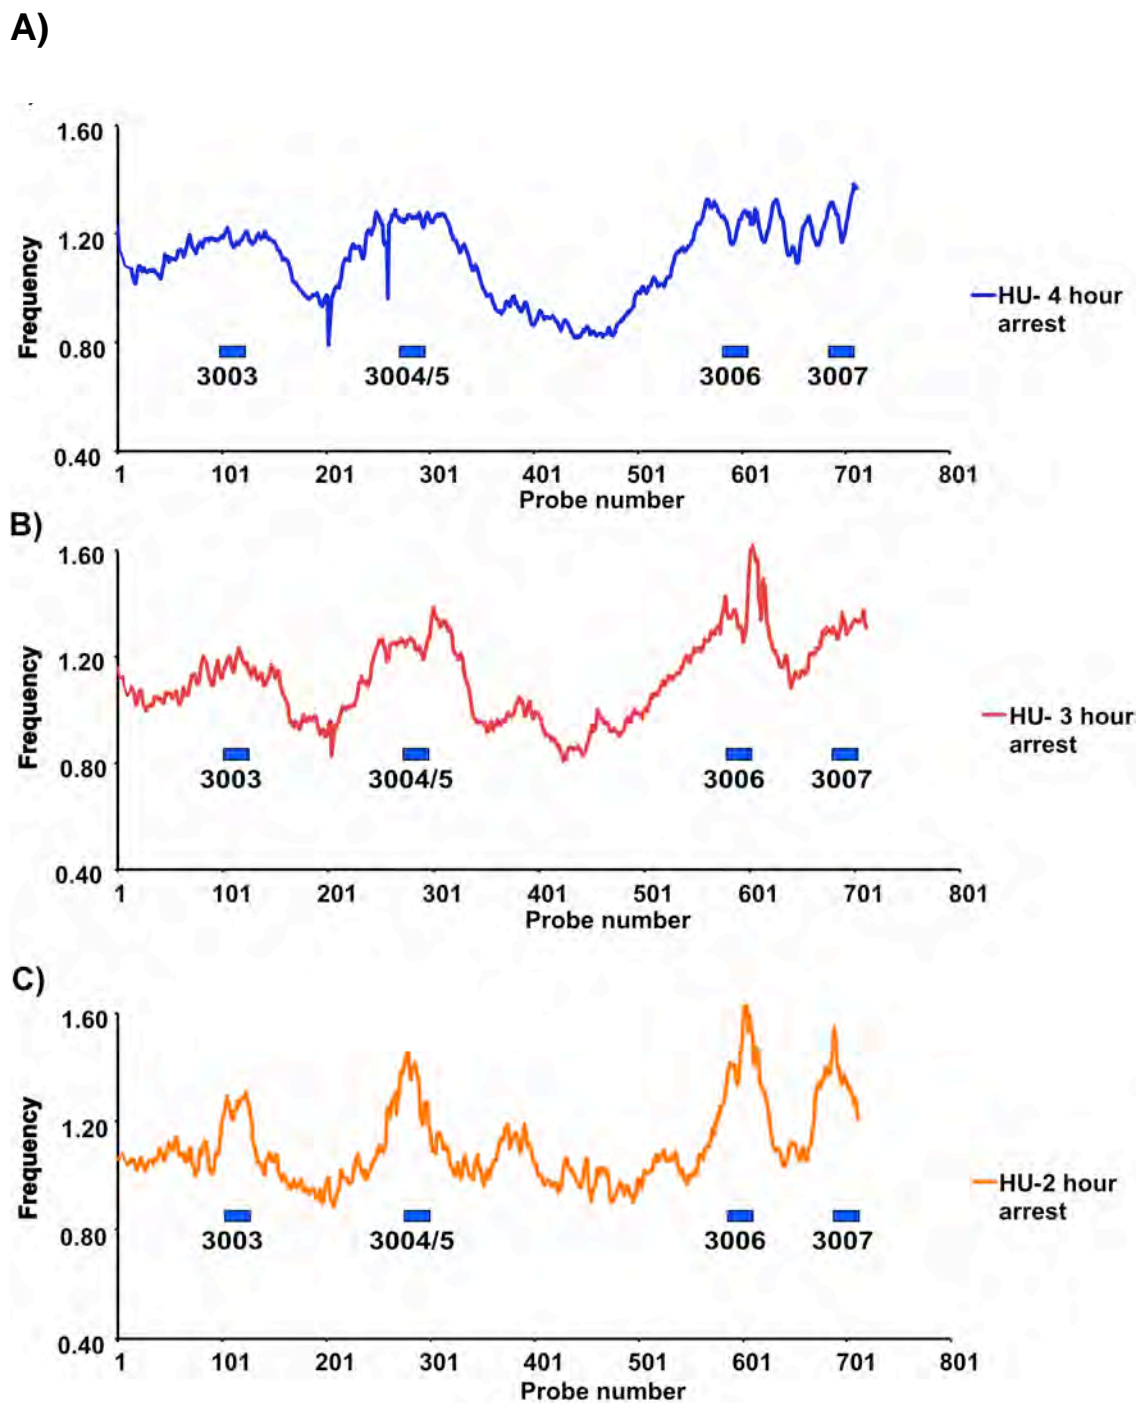 A)
1.60
1.20
0.80
0.40
Frequency
3003 3004/5 3006 3007
1 101 201 301 401 501 601 701 801
Probe number
HU- 4 hour
arrest
B)
1.60
1.20
0.80
0.40
Frequency
3003 3004/5 3006 3007
1 101 201 301 401 501 601 701 801
Probe number
HU- 3 hour
arrest
C)
1.60
1.20
0.80
0.40
Frequency
3003 3004/5 3006 3007
1 101 201 301 401 501 601 701 801
Probe number
HU-2 hour
arrest